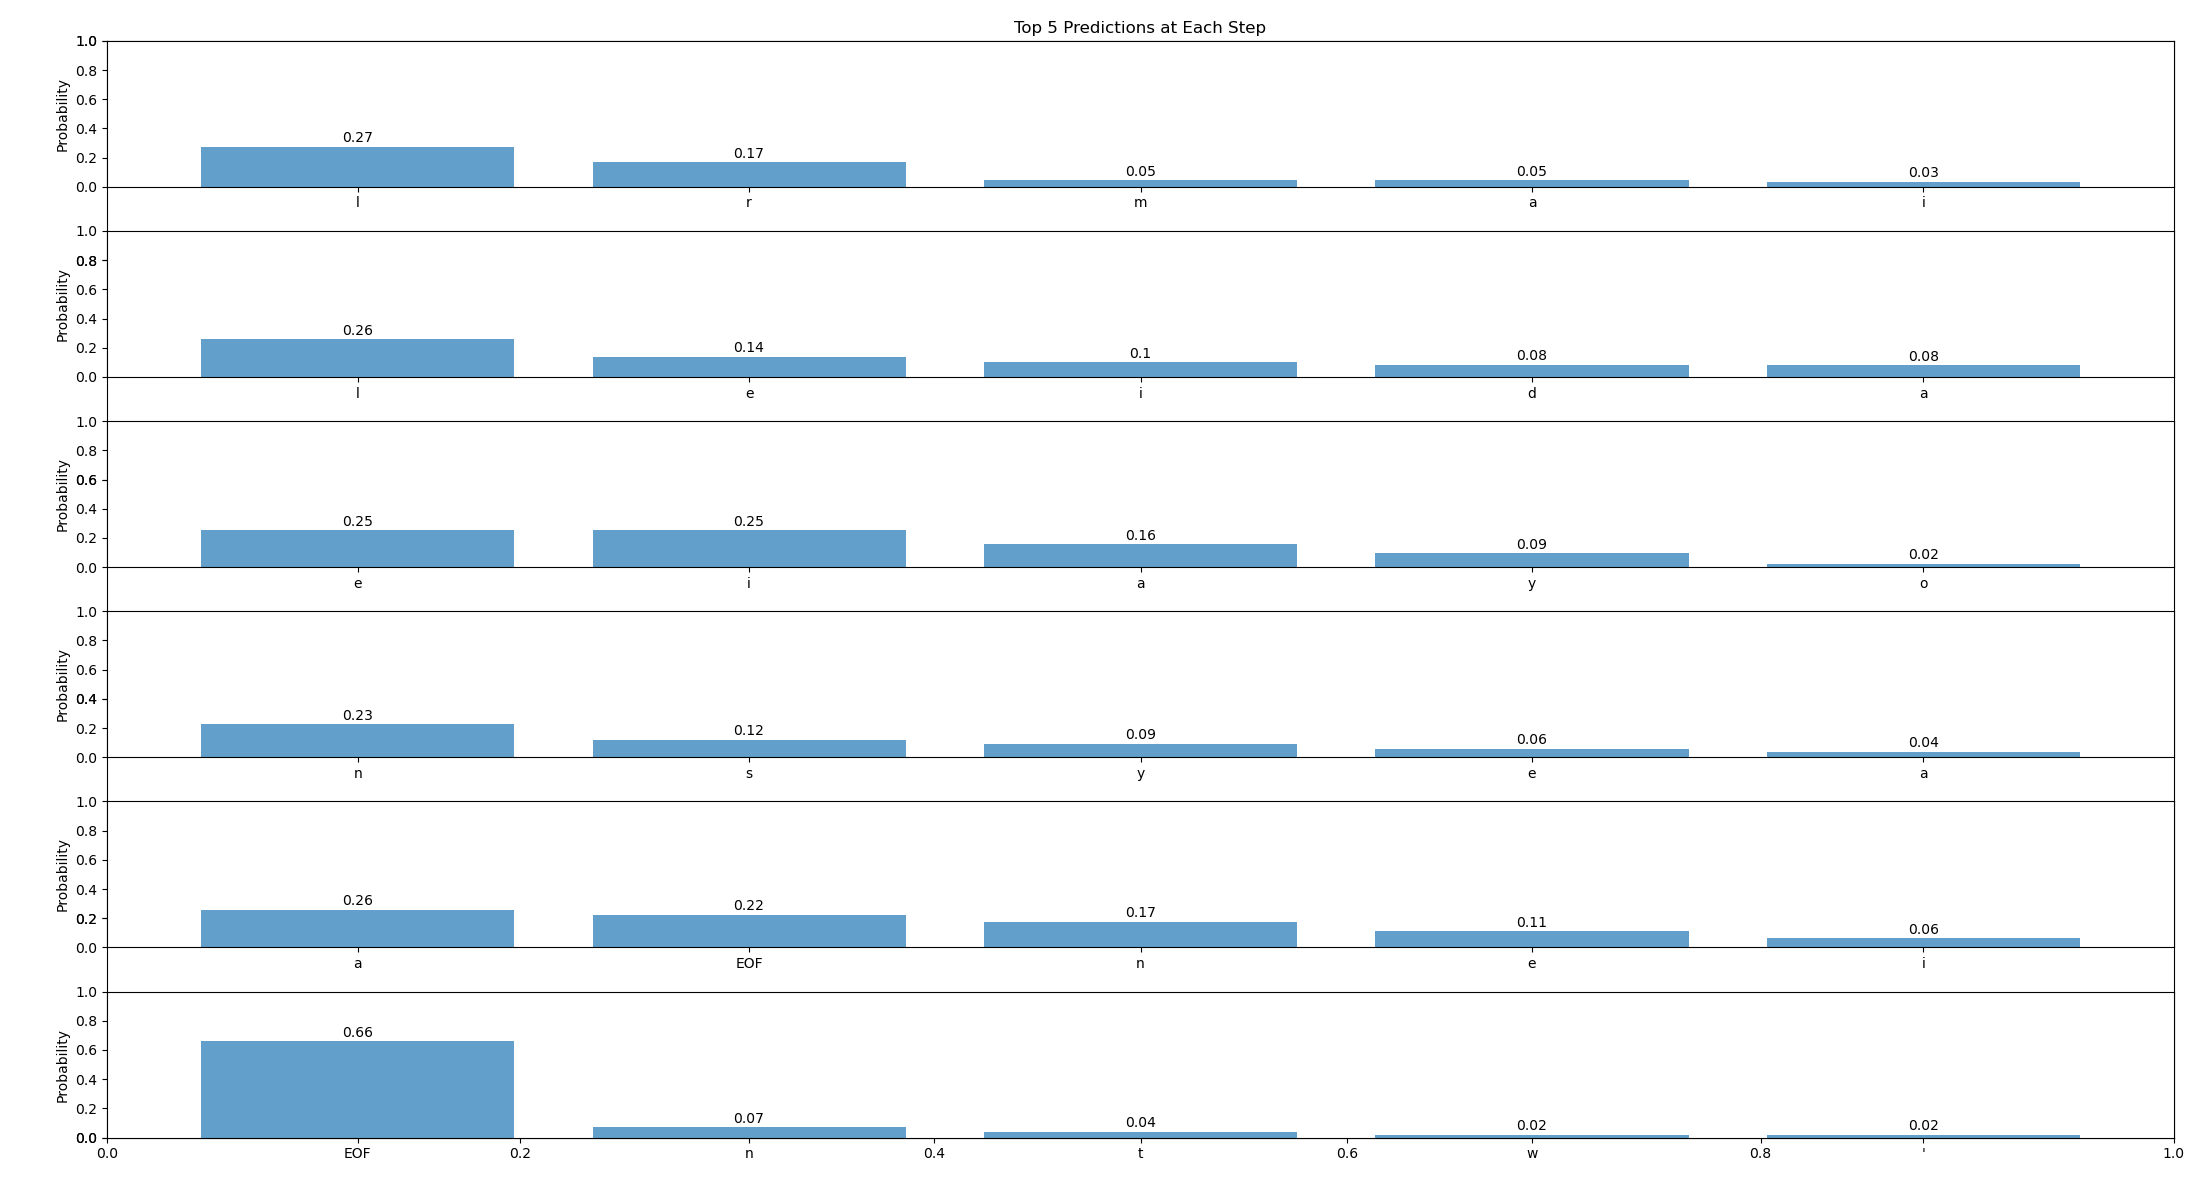 Top 5 Predictions at Each Step
1.0
0.8
0.6
0.4
0.2
0.0
Probability
0.27 0.17 0.05 0.05 0.03
l r m a i
1.0
0.8
0.6
0.4
0.2
0.0
Probability
0.26 0.14 0.1 0.08 0.08
l e i d a
1.0
0.8
0.6
0.4
0.2
0.0
Probability
0.25 0.25 0.16 0.09 0.02
e i a y o
1.0
0.8
0.6
0.4
0.2
0.0
Probability
0.23 0.12 0.09 0.06 0.04
n s y e a
1.0
0.8
0.6
0.4
0.2
0.0
Probability
0.26 0.22 0.17 0.11 0.06
a EOF n e i
1.0
0.8
0.6
0.4
0.2
0.0
Probability
0.66 0.07 0.04 0.02 0.02
0.0 EOF 0.2 n 0.4 t 0.6 w 0.8 ' 1.0